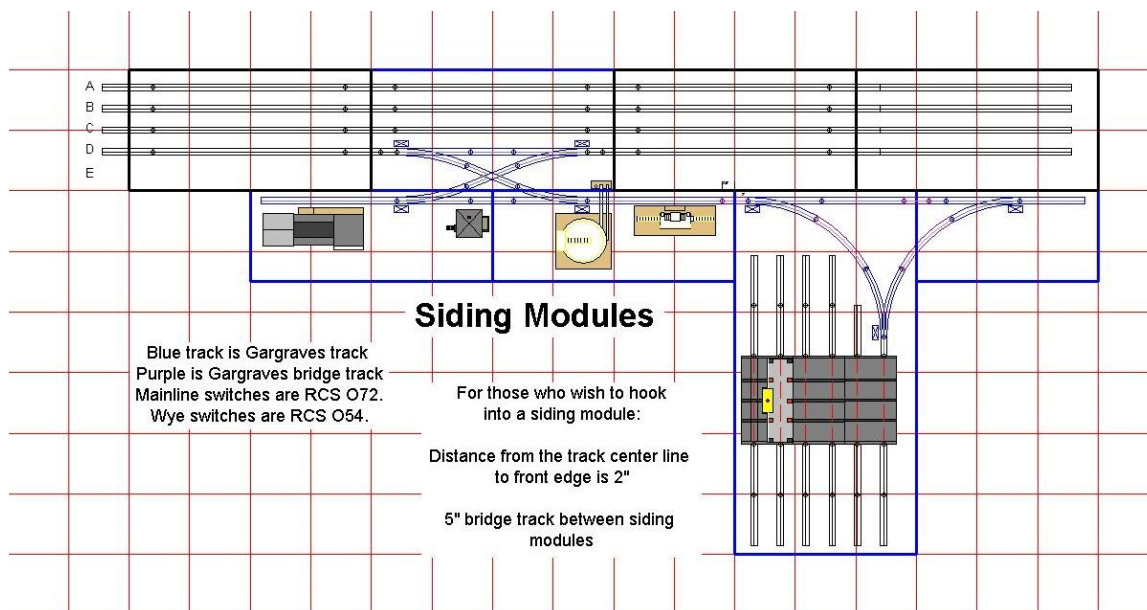 A
B
C
D
E
Siding Modules
Blue track is Gargraves track
Purple is Gargraves bridge track
Mainline switches are RCS O72.
Wye switches are RCS O54.
For those who wish to hook
into a siding module:
Distance from the track center line
to front edge is 2"
5" bridge track between siding
modules